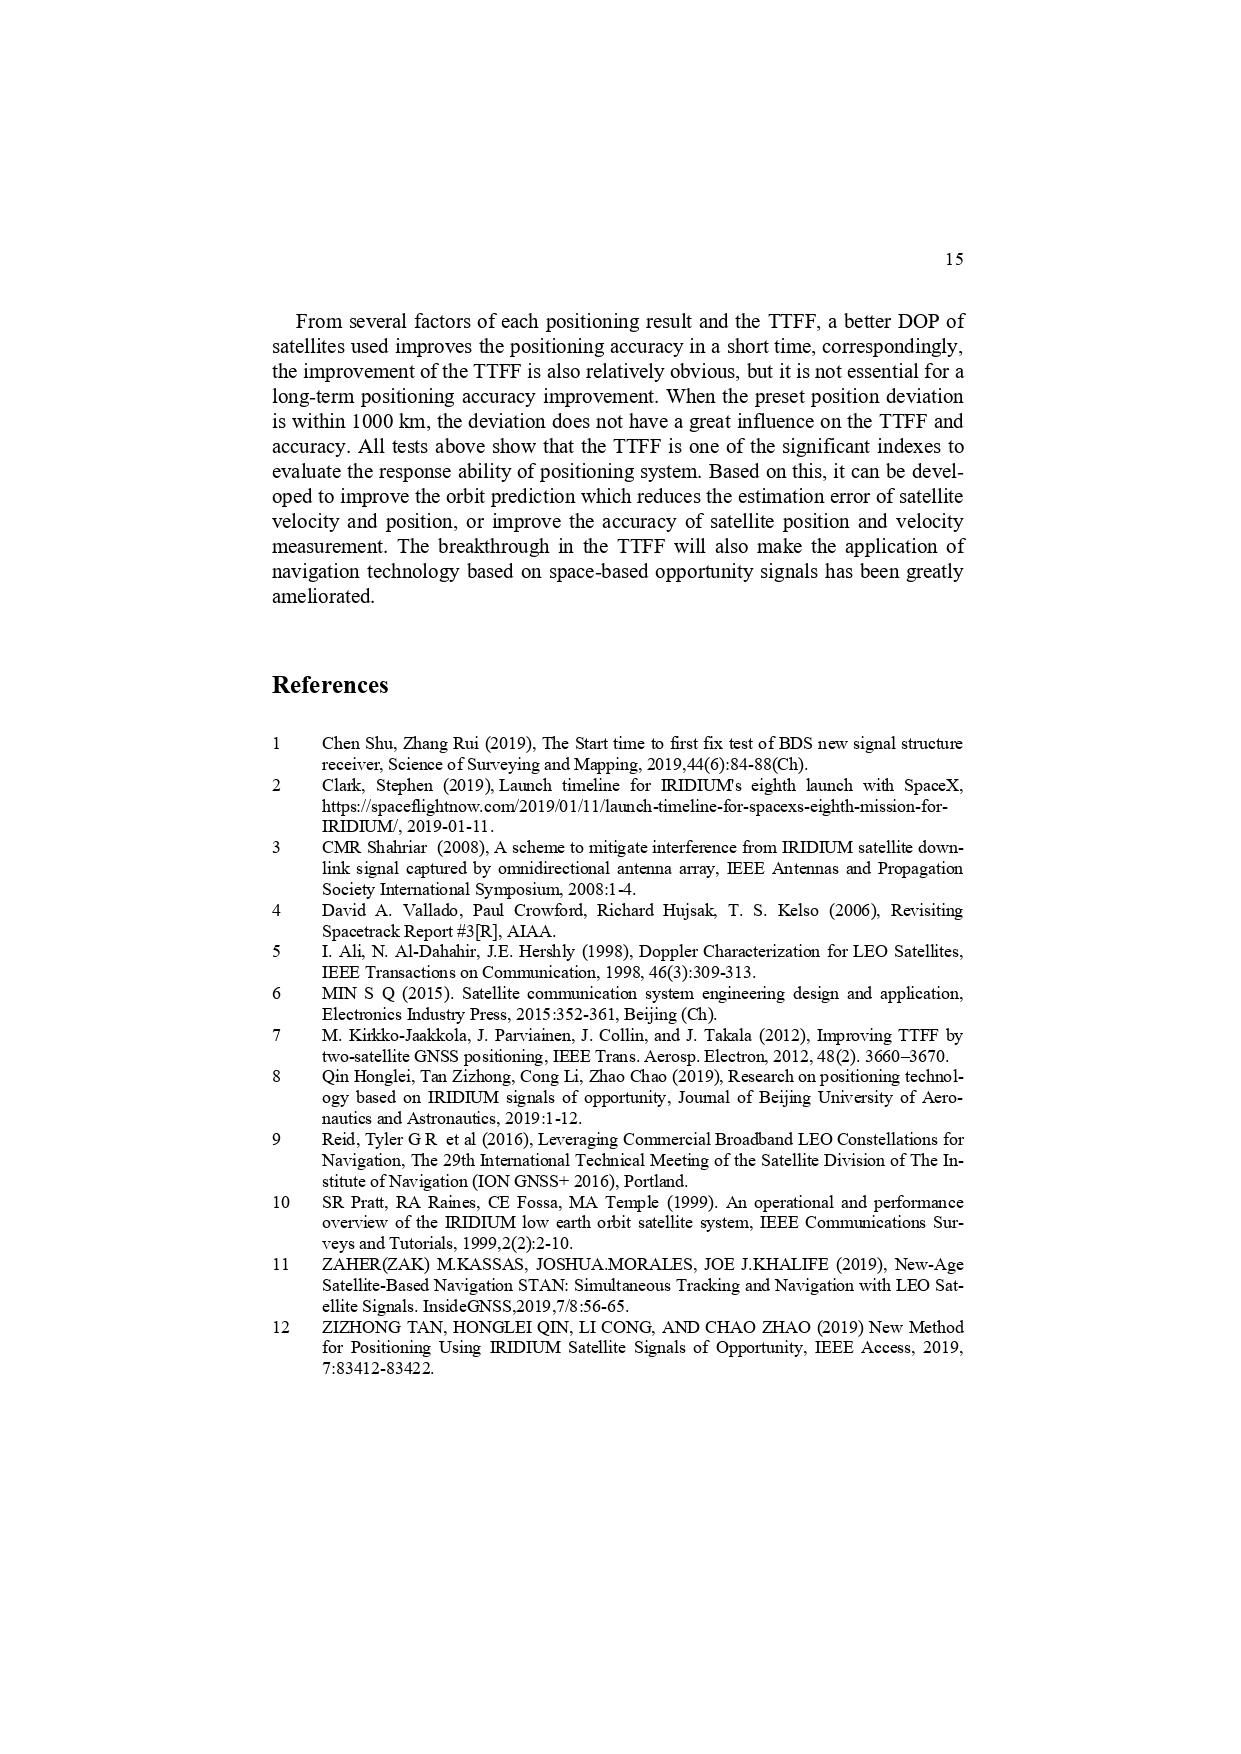 15
From several factors of each positioning result and the TTFF, a better DOP of
satellites used improves the positioning accuracy in a short time, correspondingly,
the improvement of the TTFF is also relatively obvious, but it is not essential for a
long-term positioning accuracy improvement. When the preset position deviation
is within 1000 km, the deviation does not have a great influence on the TTFF and
accuracy. All tests above show that the TTFF is one of the significant indexes to
evaluate the response ability of positioning system. Based on this, it can be devel-
oped to improve the orbit prediction which reduces the estimation error of satellite
velocity and position, or improve the accuracy of satellite position and velocity
measurement. The breakthrough in the TTFF will also make the application of
navigation technology based on space-based opportunity signals has been greatly
ameliorated.
References
1 Chen Shu, Zhang Rui (2019), The Start time to first fix test of BDS new signal structure
receiver, Science of Surveying and Mapping, 2019,44(6):84-88(Ch).
2 Clark, Stephen (2019), Launch timeline for IRIDIUM's eighth launch with SpaceX,
https://spaceflightnow.com/2019/01/11/launch-timeline-for-spacexs-eighth-mission-for-
IRIDIUM/, 2019-01-11.
3 CMR Shahriar (2008), A scheme to mitigate interference from IRIDIUM satellite down-
link signal captured by omnidirectional antenna array, IEEE Antennas and Propagation
Society International Symposium, 2008:1-4.
4 David A. Vallado, Paul Crowford, Richard Hujsak, T. S. Kelso (2006), Revisiting
Spacetrack Report #3[R], AIAA.
5 I. Ali, N. Al-Dahahir, J.E. Hershly (1998), Doppler Characterization for LEO Satellites,
IEEE Transactions on Communication, 1998, 46(3):309-313.
6 MIN S Q (2015). Satellite communication system engineering design and application,
Electronics Industry Press, 2015:352-361, Beijing (Ch).
7 M. Kirkko-Jaakkola, J. Parviainen, J. Collin, and J. Takala (2012), Improving TTFF by
two-satellite GNSS positioning, IEEE Trans. Aerosp. Electron, 2012, 48(2). 3660–3670.
8 Qin Honglei, Tan Zizhong, Cong Li, Zhao Chao (2019), Research on positioning technol-
ogy based on IRIDIUM signals of opportunity, Journal of Beijing University of Aero-
nautics and Astronautics, 2019:1-12.
9 Reid, Tyler G R et al (2016), Leveraging Commercial Broadband LEO Constellations for
Navigation, The 29th International Technical Meeting of the Satellite Division of The In-
stitute of Navigation (ION GNSS+ 2016), Portland.
10 SR Pratt, RA Raines, CE Fossa, MA Temple (1999). An operational and performance
overview of the IRIDIUM low earth orbit satellite system, IEEE Communications Sur-
veys and Tutorials, 1999,2(2):2-10.
11 ZAHER(ZAK) M.KASSAS, JOSHUA.MORALES, JOE J.KHALIFE (2019), New-Age
Satellite-Based Navigation STAN: Simultaneous Tracking and Navigation with LEO Sat-
ellite Signals. InsideGNSS,2019,7/8:56-65.
12 ZIZHONG TAN, HONGLEI QIN, LI CONG, AND CHAO ZHAO (2019) New Method
for Positioning Using IRIDIUM Satellite Signals of Opportunity, IEEE Access, 2019,
7:83412-83422.